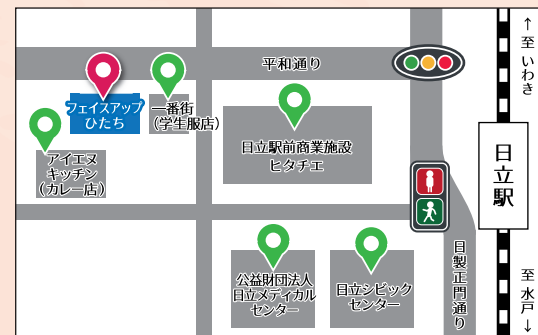 ↑至いわき
平和通り
フェイスアップ
ひたち
一番街
(学生服店)
日立駅前商業施設
ヒタチエ
アイエヌ
キッチン
(カレー店)
日立駅
公益財団法人
日立メディカル
センター
日立シビック
センター
日製正門通り
至水戸↓